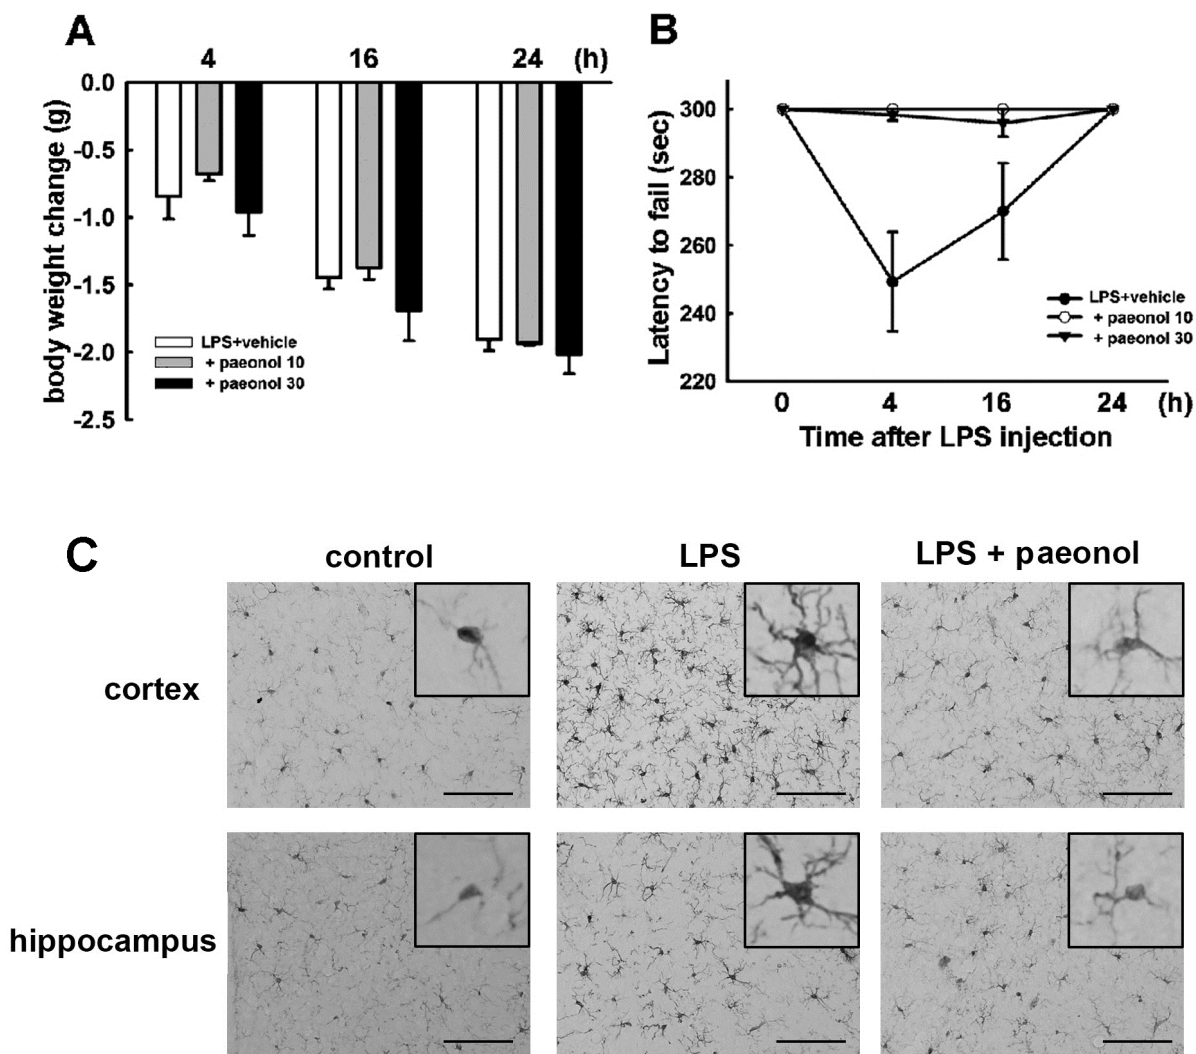 A
4 16 24 (h)
0.0
-0.5
-1.0
-1.5
-2.0
-2.5
body weight change (g)
LPS+vehicle
+ paeonol 10
+ paeonol 30
B
300
280
260
240
220
Latency to fail (sec)
LPS+vehicle
+ paeonol 10
+ paeonol 30
0 4 16 24 (h)
Time after LPS injection
C
control LPS LPS + paeonol
cortex
hippocampus